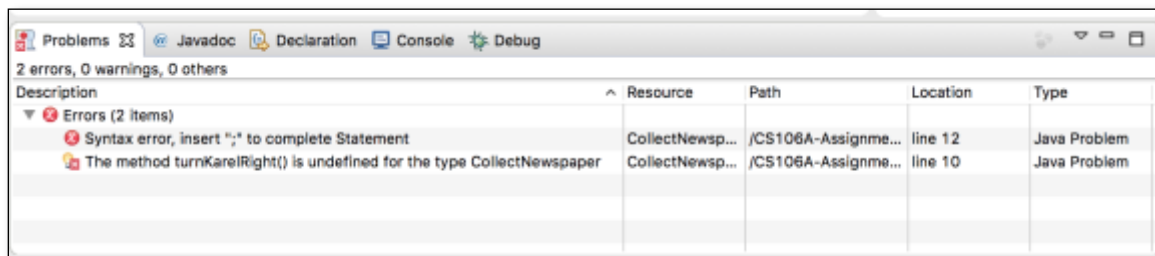 Problems Javadoc Declaration Console Debug
2 errors, 0 warnings, 0 others
Description Resource Path Location Type
Errors (2 items)
Syntax error, insert ";" to complete Statement CollectNewsp... /CS106A-Assignme... line 12 Java Problem
The method turnKarelRight() is undefined for the type CollectNewspaper CollectNewsp... /CS106A-Assignme... line 10 Java Problem